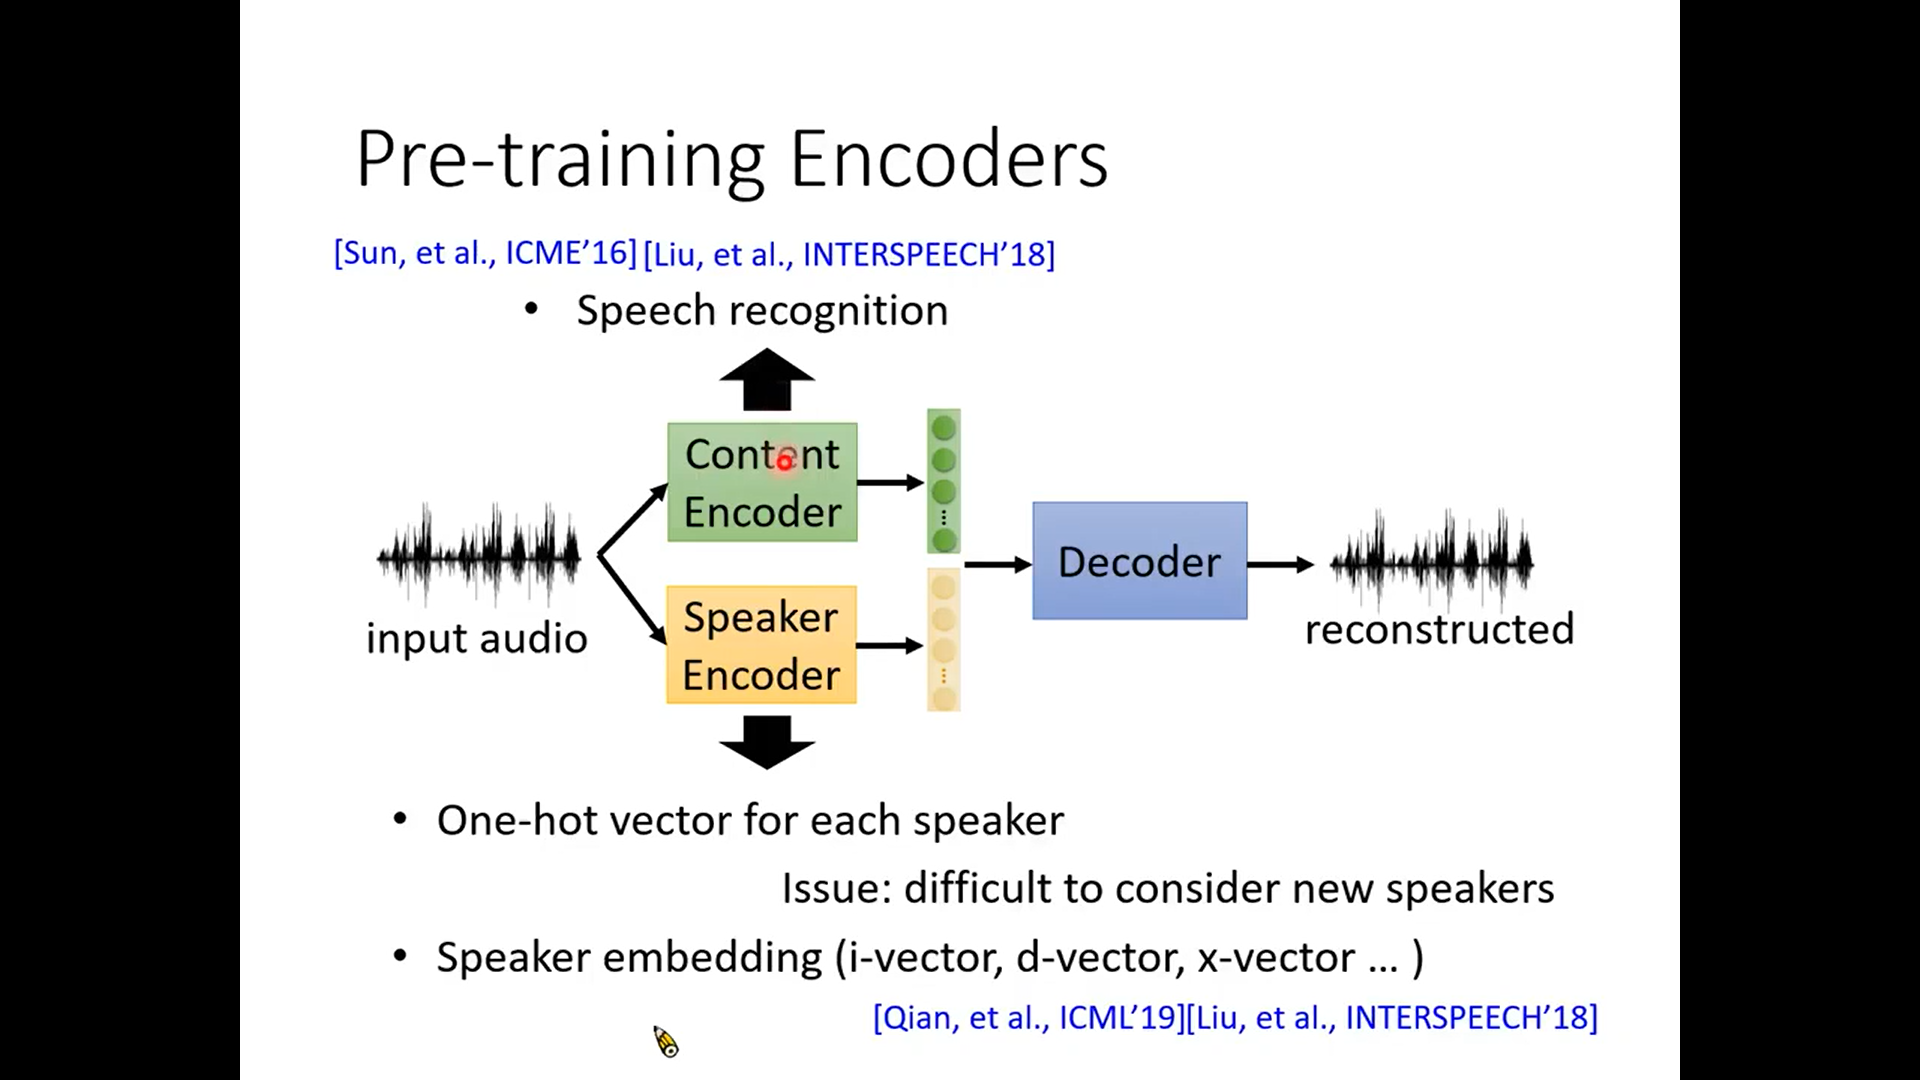 Pre-training Encoders
[Sun, et al., ICME’16] [Liu, et al., INTERSPEECH’18]
• Speech recognition
Content
Encoder
Speaker
Encoder
input audio
Decoder
reconstructed
• One-hot vector for each speaker
Issue: difficult to consider new speakers
• Speaker embedding (i-vector, d-vector, x-vector … )
[Qian, et al., ICML’19][Liu, et al., INTERSPEECH’18]